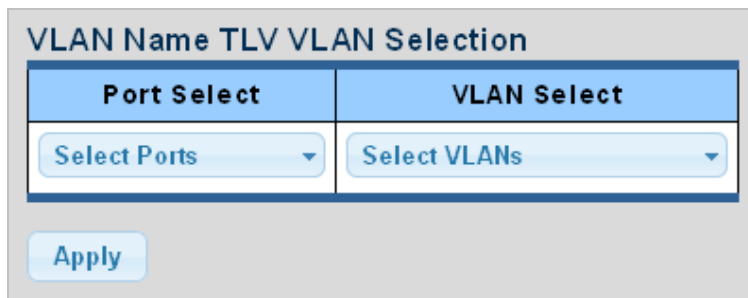 VLAN Name TLV VLAN Selection
Port Select VLAN Select
Select Ports Select VLANs
Apply